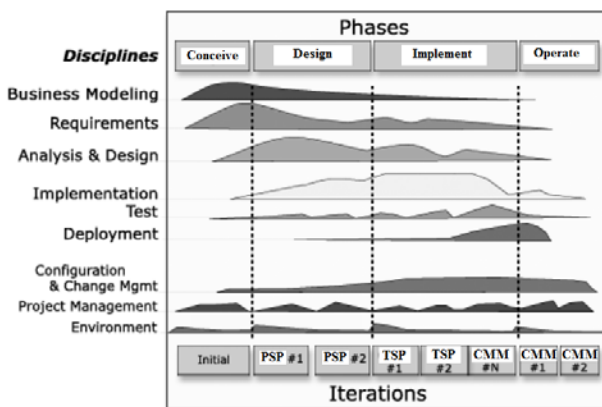 Phases
Disciplines
Conceive Design Implement Operate
Business Modeling
Requirements
Analysis & Design
Implementation
Test
Deployment
Configuration
& Change Mgmt
Project Management
Environment
Initial PSP #1 PSP #2 TSP #1 TSP #2 CMM #N CMM #1 CMM #2
Iterations